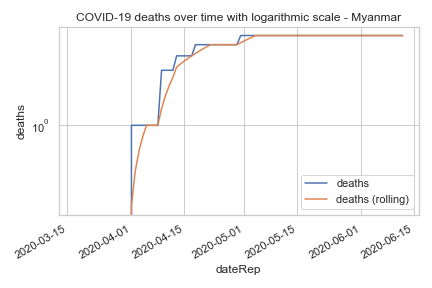 COVID-19 deaths over time with logarithmic scale - Myanmar
deaths
10⁰
deaths
deaths (rolling)
2020-03-15
2020-04-01
2020-04-15
2020-05-01
2020-05-15
2020-06-01
2020-06-15
dateRep